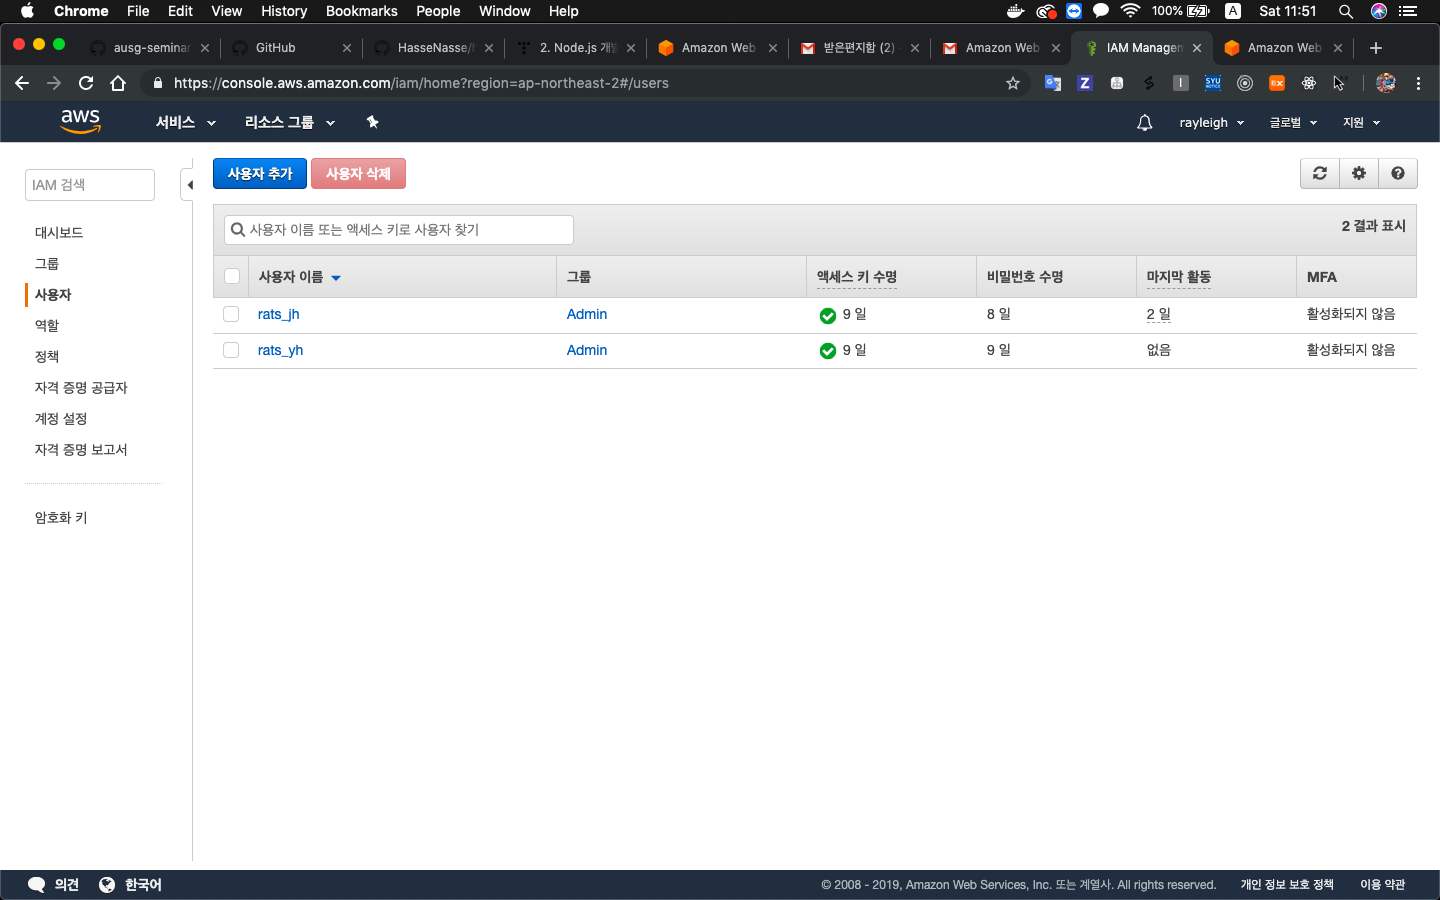 Chrome File Edit View History Bookmarks People Window Help 100% A Sat 11:51
ausg-seminar GitHub HasseNasse/ 2. Node.js 개발 Amazon Web 받은편지함 (2) Amazon Web IAM Managem Amazon Web
https://console.aws.amazon.com/iam/home?region=ap-northeast-2#/users
aws 서비스 리소스 그룹 rayleigh 글로벌 지원
IAM 검색
대시보드
그룹
사용자
역할
정책
자격 증명 공급자
계정 설정
자격 증명 보고서
암호화 키
사용자 추가 사용자 삭제
사용자 이름 또는 액세스 키로 사용자 찾기 2 결과 표시
사용자 이름 그룹 액세스 키 수명 비밀번호 수명 마지막 활동 MFA
rats_jh Admin 9 일 8 일 2 일 활성화되지 않음
rats_yh Admin 9 일 9 일 없음 활성화되지 않음
의견 한국어 © 2008 - 2019, Amazon Web Services, Inc. 또는 계열사. All rights reserved. 개인 정보 보호 정책 이용 약관